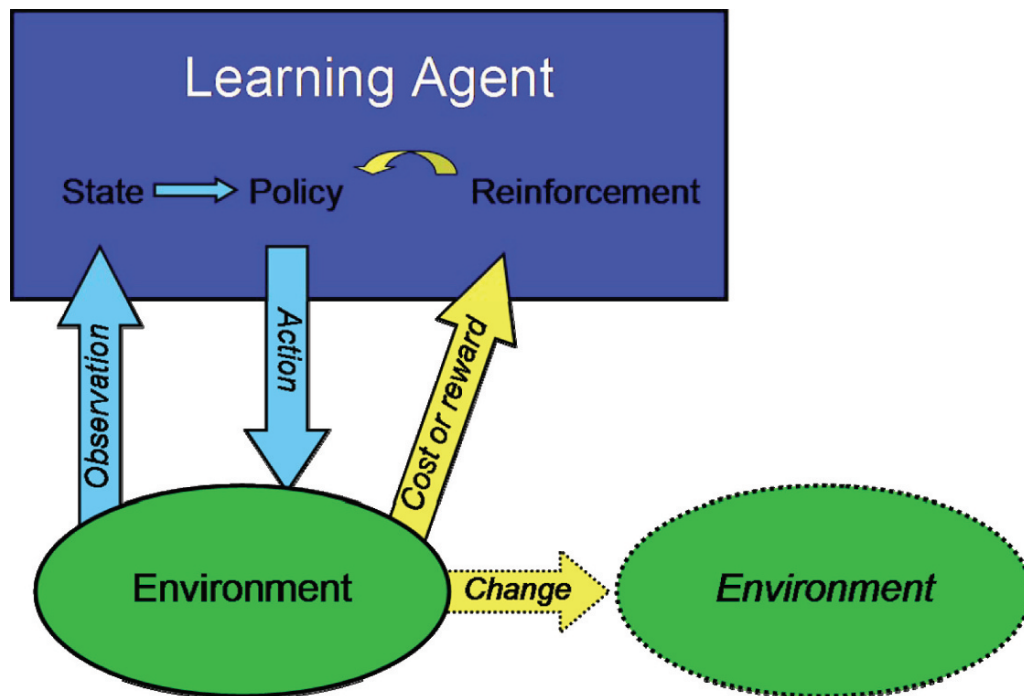 Learning Agent
State Policy Reinforcement
Observation
Action
Cost or reward
Environment
Change
Environment